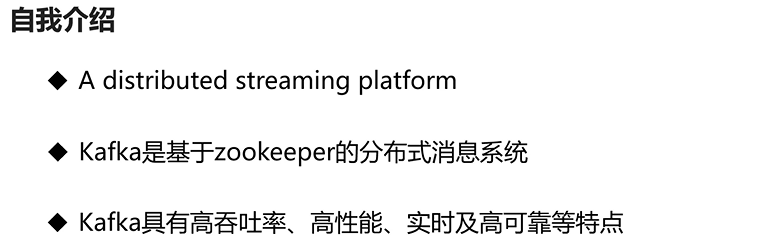 自我介绍
◆ A distributed streaming platform
◆ Kafka是基于zookeeper的分布式消息系统
◆ Kafka具有高吞吐率、高性能、实时及高可靠等特点